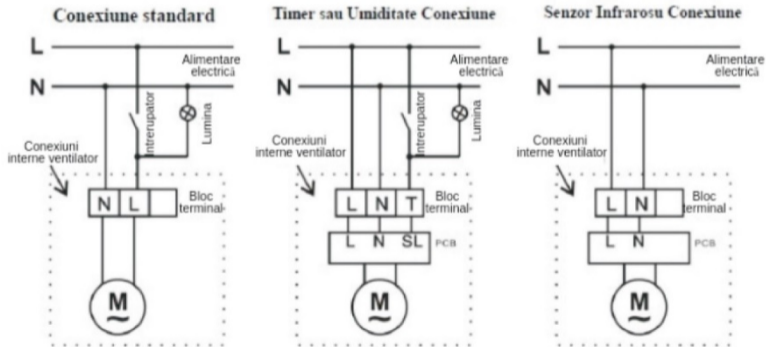 Conexiune standard
L
N
Alimentare
electrică
Intrerupator
Lumina
Conexiuni
interne ventilator
N L
Bloc
terminal
M
~
Timer sau Umiditate Conexiune
L
N
Alimentare
electrică
Intrerupator
Lumina
Conexiuni
interne ventilator
L N T
Bloc
terminal
L N SL
PCB
M
~
Senzor Infrarosu Conexiune
L
N
Alimentare
electrică
Conexiuni
interne ventilator
L N
Bloc
terminal
L N
PCB
M
~